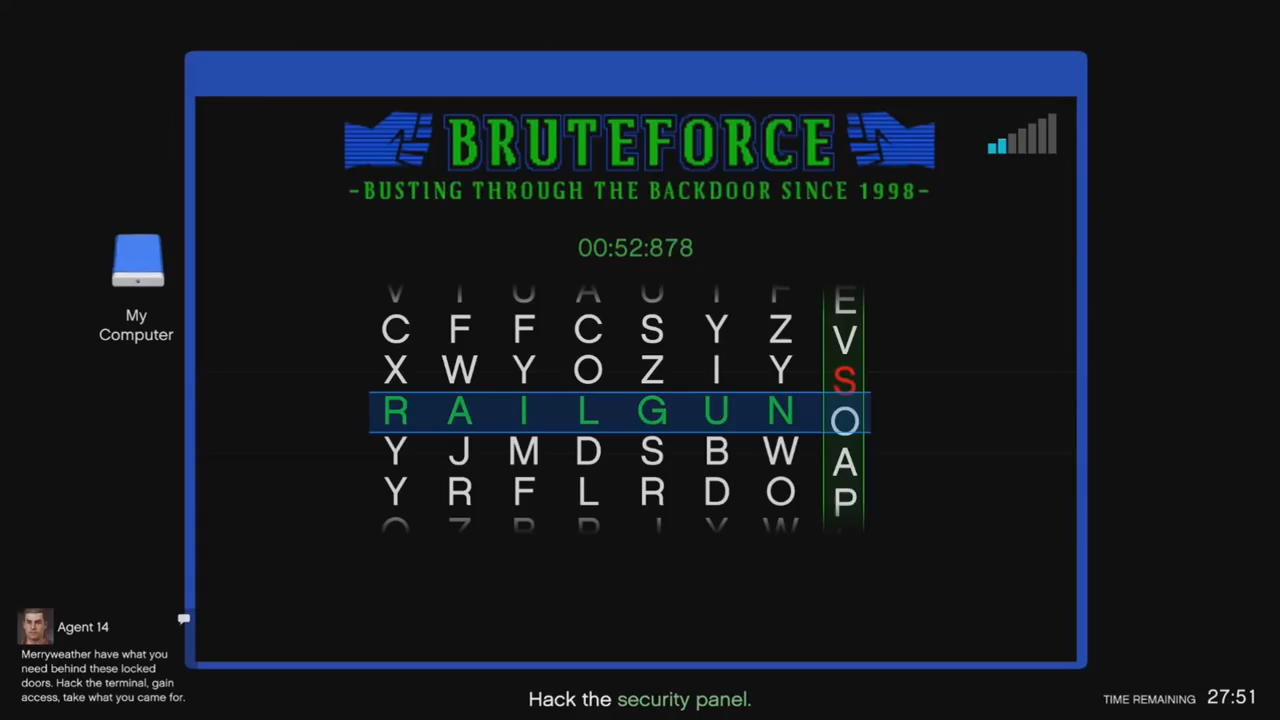 BRUTEFORCE
-BUSTING THROUGH THE BACKDOOR SINCE 1998-
00:52:878
E
C F F C S Y Z V
X W Y O Z I Y S
R A I L G U N O
Y J M D S B W A
Y R F L R D O P
My
Computer
Agent 14
Merryweather have what you
need behind these locked
doors. Hack the terminal, gain
access, take what you came for.
Hack the security panel.
TIME REMAINING 27:51